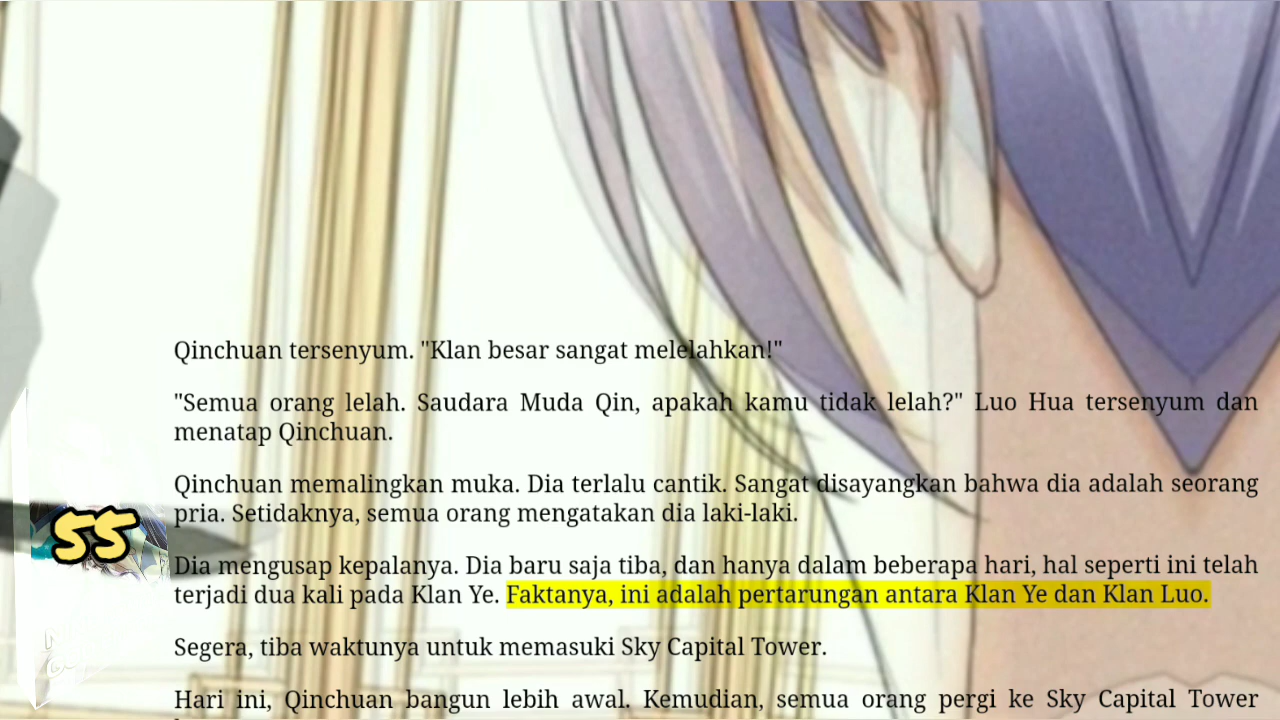 Qinchuan tersenyum. "Klan besar sangat melelahkan!"
"Semua orang lelah. Saudara Muda Qin, apakah kamu tidak lelah?" Luo Hua tersenyum dan
menatap Qinchuan.
Qinchuan memalingkan muka. Dia terlalu cantik. Sangat disayangkan bahwa dia adalah seorang
pria. Setidaknya, semua orang mengatakan dia laki-laki.
SS
Dia mengusap kepalanya. Dia baru saja tiba, dan hanya dalam beberapa hari, hal seperti ini telah
terjadi dua kali pada Klan Ye. Faktanya, ini adalah pertarungan antara Klan Ye dan Klan Luo.
Segera, tiba waktunya untuk memasuki Sky Capital Tower.
Hari ini, Qinchuan bangun lebih awal. Kemudian, semua orang pergi ke Sky Capital Tower